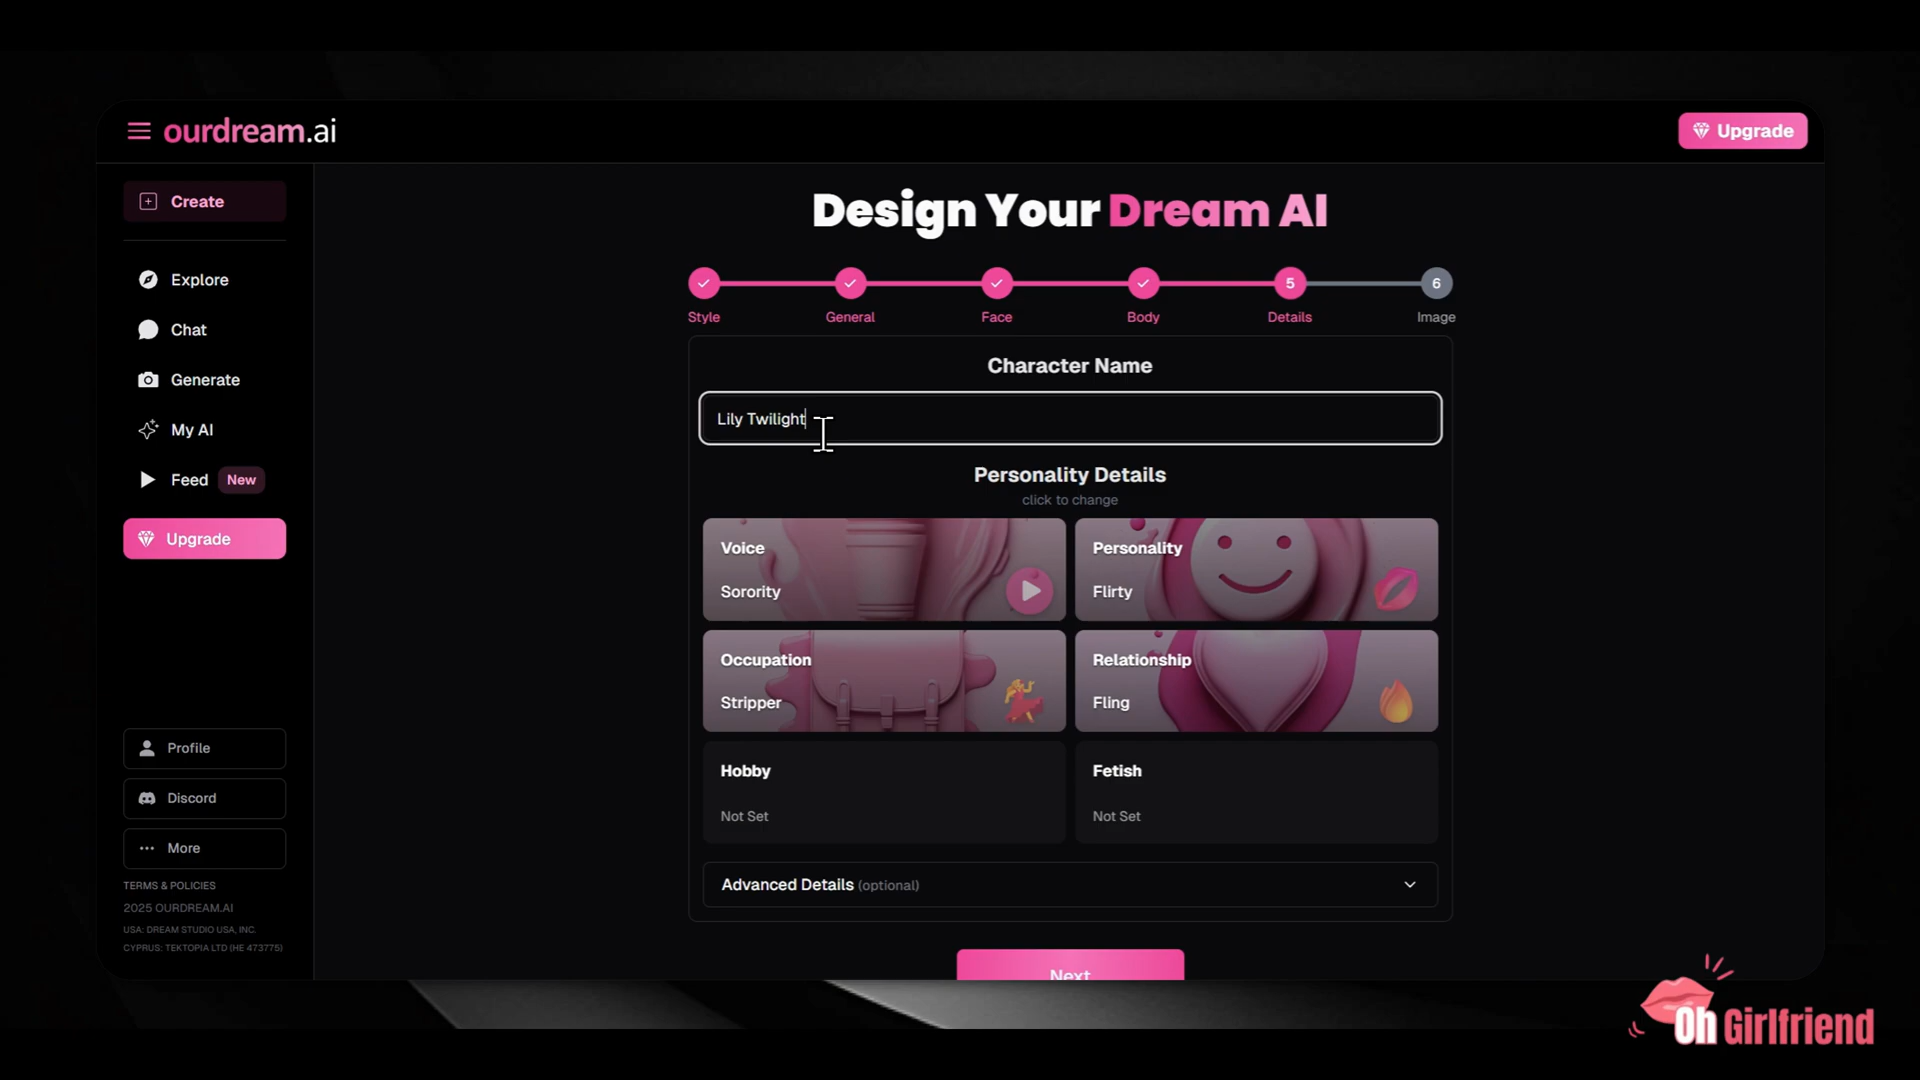 ourdream.ai
Upgrade
Create
Explore
Chat
Generate
My AI
Feed New
Upgrade
Profile
Discord
More
TERMS & POLICIES
2025 OURDREAM.AI
USA: DREAM STUDIO USA, INC.
CYPRUS: TEKTOPIA LTD (HE 473775)
Design Your Dream AI
5 6
Style General Face Body Details Image
Character Name
Lily Twilight
Personality Details
click to change
Voice
Sorority
Personality
Flirty
Occupation
Stripper
Relationship
Fling
Hobby
Not Set
Fetish
Not Set
Advanced Details (optional)
Next
Oh Girlfriend